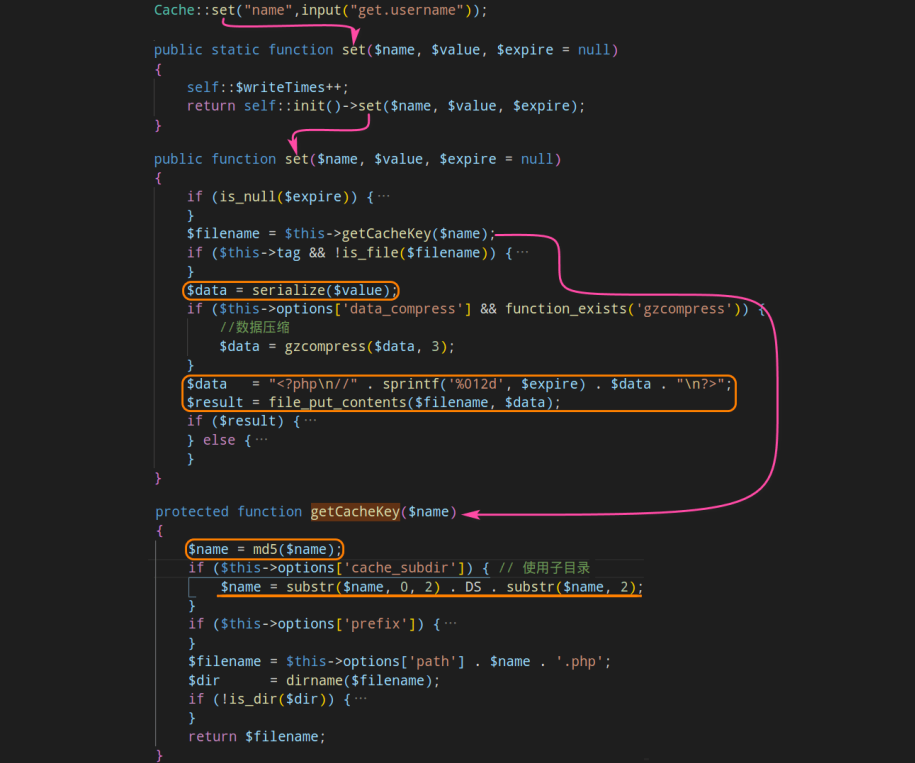 Cache::set("name",input("get.username"));
public static function set($name, $value, $expire = null)
{
self::$writeTimes++;
return self::init()->set($name, $value, $expire);
}
public function set($name, $value, $expire = null)
{
if (is_null($expire)) {···
}
$filename = $this->getCacheKey($name);
if ($this->tag && !is_file($filename)) {···
}
$data = serialize($value);
if ($this->options['data_compress'] && function_exists('gzcompress')) {
//数据压缩
$data = gzcompress($data, 3);
}
$data   = "<?php\n//" . sprintf('%012d', $expire) . $data . "\n?>";
$result = file_put_contents($filename, $data);
if ($result) {···
} else {···
}
}
protected function getCacheKey($name)
{
$name = md5($name);
if ($this->options['cache_subdir']) { // 使用子目录
$name = substr($name, 0, 2) . DS . substr($name, 2);
}
if ($this->options['prefix']) {···
}
$filename = $this->options['path'] . $name . '.php';
$dir      = dirname($filename);
if (!is_dir($dir)) {···
}
return $filename;
}